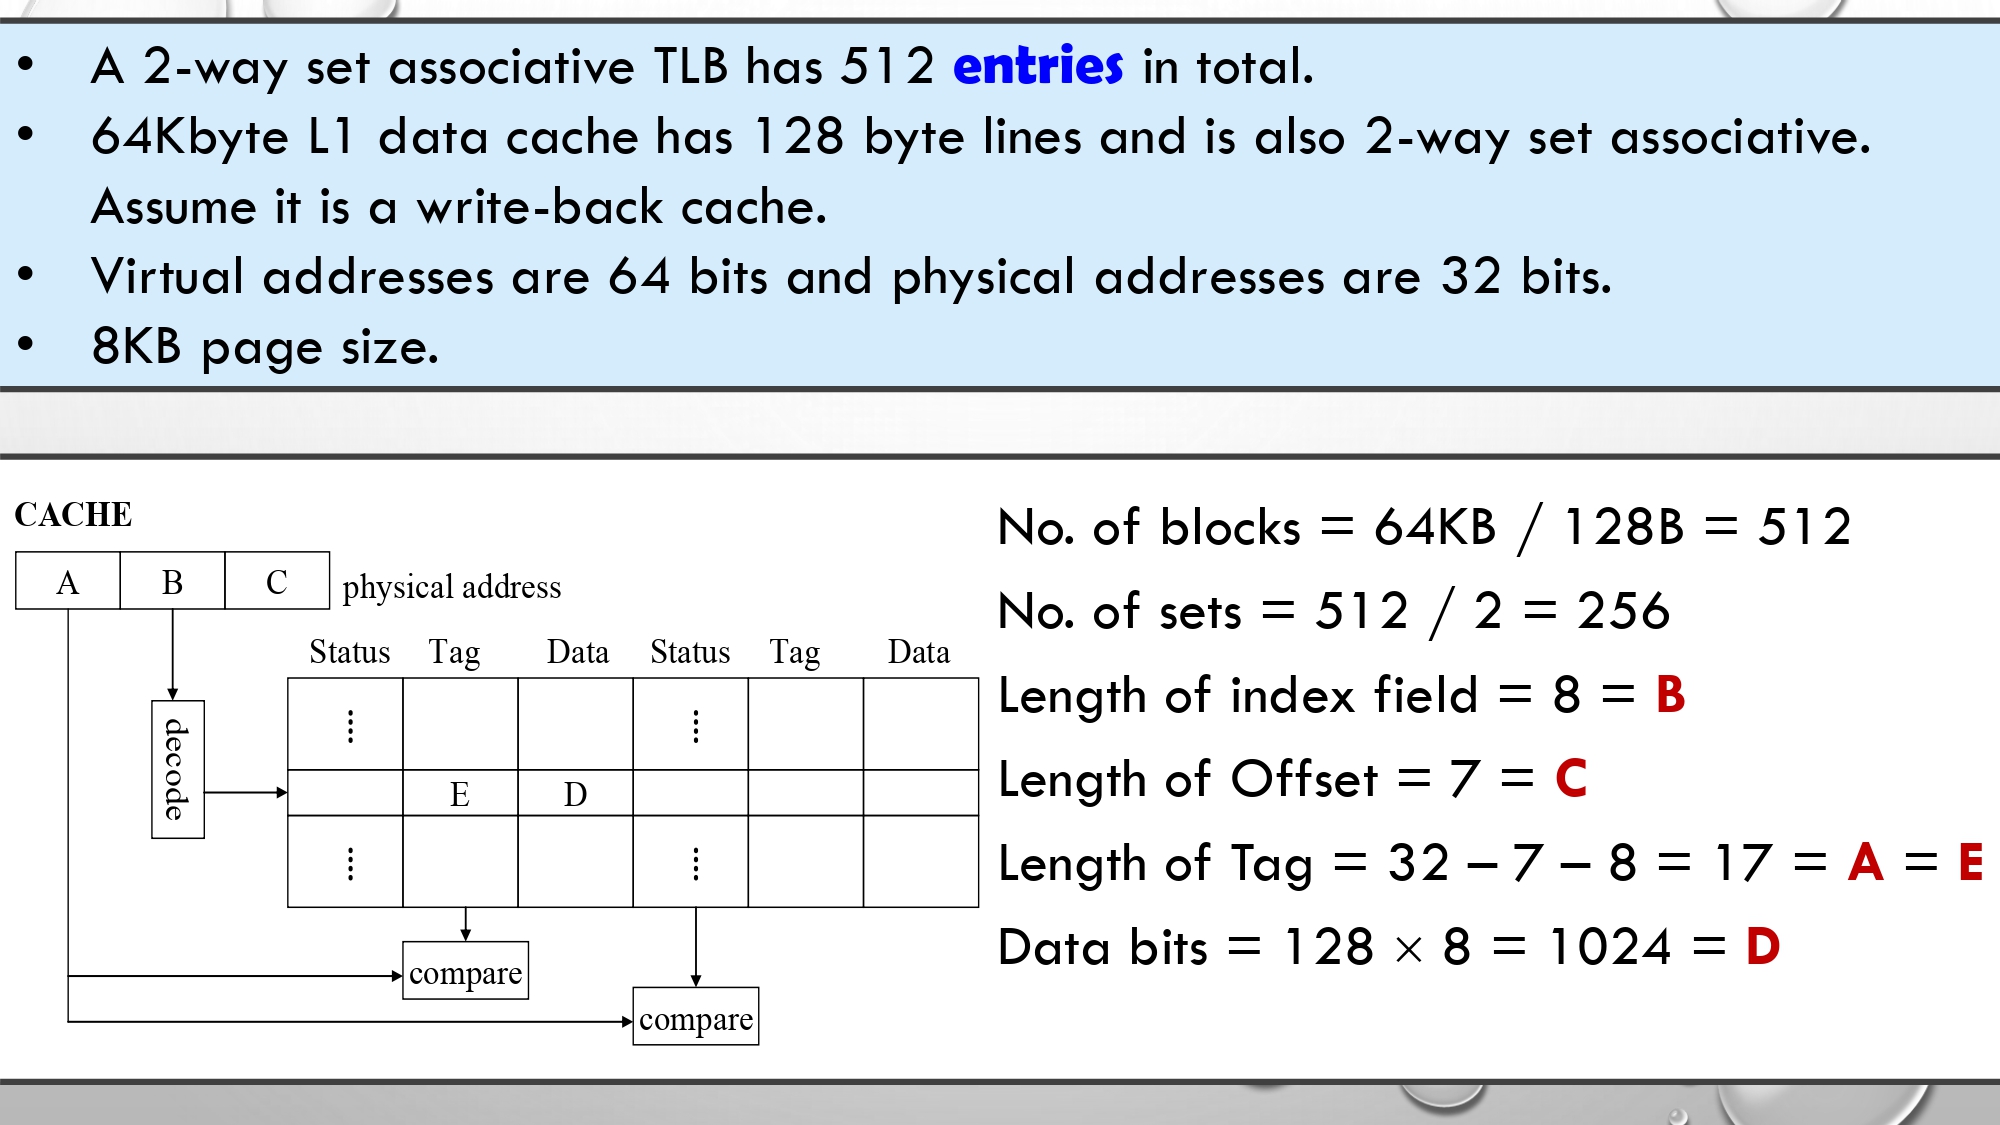 • A 2-way set associative TLB has 512 entries in total.
• 64Kbyte L1 data cache has 128 byte lines and is also 2-way set associative.
Assume it is a write-back cache.
• Virtual addresses are 64 bits and physical addresses are 32 bits.
• 8KB page size.
CACHE
A B C physical address
Status Tag Data Status Tag Data
decode
E D
compare
compare
No. of blocks = 64KB / 128B = 512
No. of sets = 512 / 2 = 256
Length of index field = 8 = B
Length of Offset = 7 = C
Length of Tag = 32 – 7 – 8 = 17 = A = E
Data bits = 128 × 8 = 1024 = D